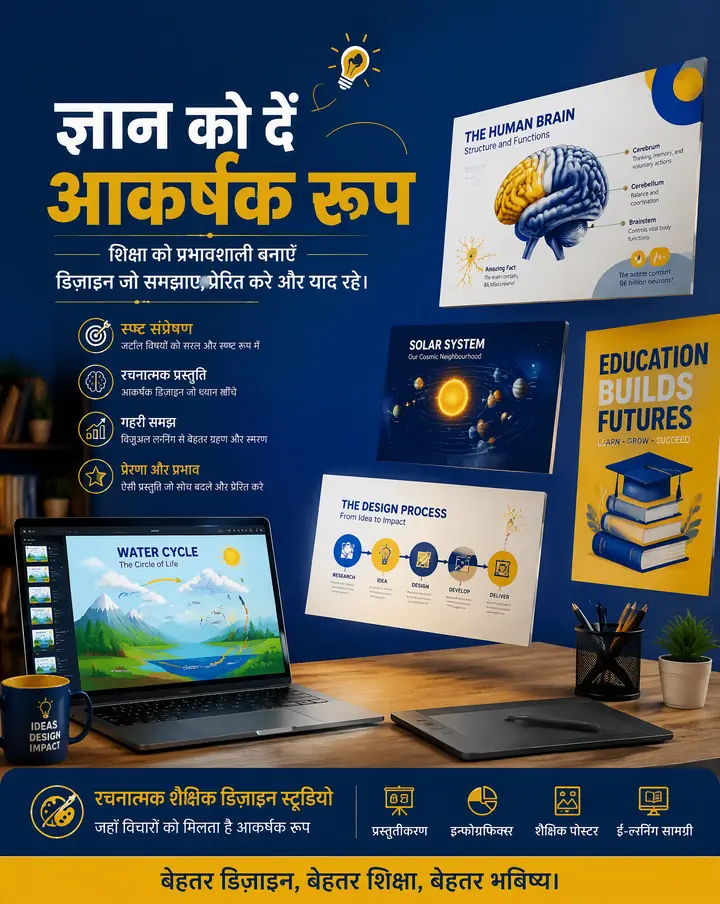 ज्ञान को दें
आकर्षक रूप
शिक्षा को प्रभावशाली बनाएँ
डिज़ाइन जो समझाए, प्रेरित करे और याद रहे।
स्पष्ट संप्रेषण
जटिल विषयों को सरल और स्पष्ट रूप में
रचनात्मक प्रस्तुति
आकर्षक डिज़ाइन जो ध्यान खींचे
गहरी समझ
विज़ुअल लर्निंग से बेहतर ग्रहण और स्मरण
प्रेरणा और प्रभाव
ऐसी प्रस्तुति जो सोच बदले और प्रेरित करे
THE HUMAN BRAIN
Structure and Functions
Cerebrum
Thinking, memory, and
voluntary actions
Cerebellum
Balance and
coordination
Brainstem
Controls vital body
functions
Amazing Fact
86 billion neurons
SOLAR SYSTEM
Our Cosmic Neighbourhood
EDUCATION
BUILDS
FUTURES
LEARN • GROW • SUCCEED
THE DESIGN PROCESS
From Idea to Impact
RESEARCH
IDEA
DESIGN
DEVELOP
DELIVER
WATER CYCLE
The Circle of Life
IDEAS
DESIGN
IMPACT
रचनात्मक शैक्षिक डिज़ाइन स्टूडियो
जहाँ विचारों को मिलता है आकर्षक रूप
प्रस्तुतीकरण
इन्फोग्राफिक्स
शैक्षिक पोस्टर
ई-लर्निंग सामग्री
बेहतर डिज़ाइन, बेहतर शिक्षा, बेहतर भविष्य।